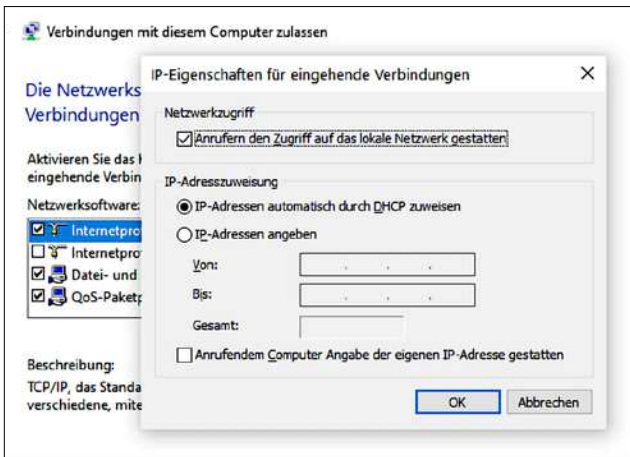 Verbindungen mit diesem Computer zulassen
IP-Eigenschaften für eingehende Verbindungen
Die Netzwerks
Verbindungen
Netzwerkzugriff
Anrufern den Zugriff auf das lokale Netzwerk gestatten
Aktivieren Sie das
eingehende Verbin
Netzwerksoftware:
Internetpro
Internetpro
Datei- und
QoS-Paketp
IP-Adresszuweisung
IP-Adressen automatisch durch DHCP zuweisen
IP-Adressen angeben
Von:
Bis:
Gesamt:
Anrufendem Computer Angabe der eigenen IP-Adresse gestatten
Beschreibung:
TCP/IP, das Standa
verschiedene, mite
OK
Abbrechen